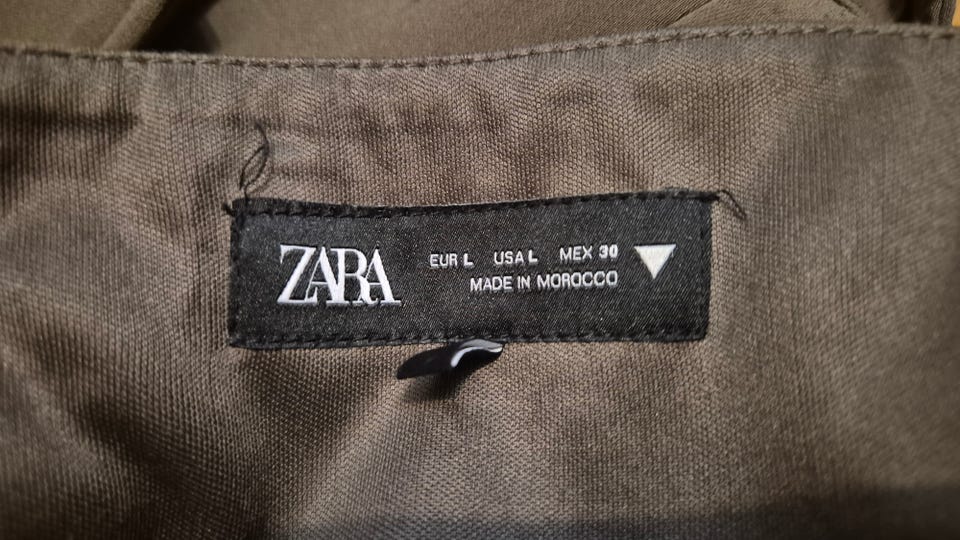 ZARA
EUR L USA L MEX 30
MADE IN MOROCCO